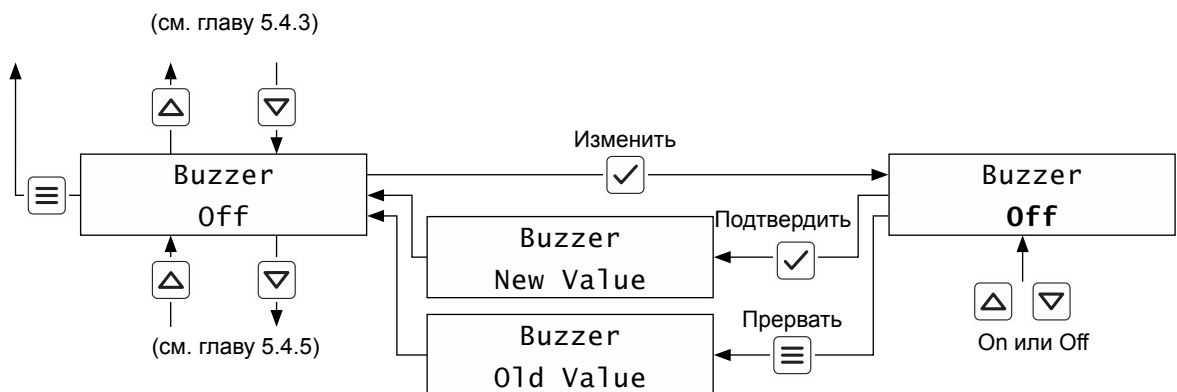 (см. главу 5.4.3)
Изменить
Buzzer
Off
Buzzer
Off
Подтвердить
Buzzer
New Value
Прервать
Buzzer
Old Value
On или Off
(см. главу 5.4.5)